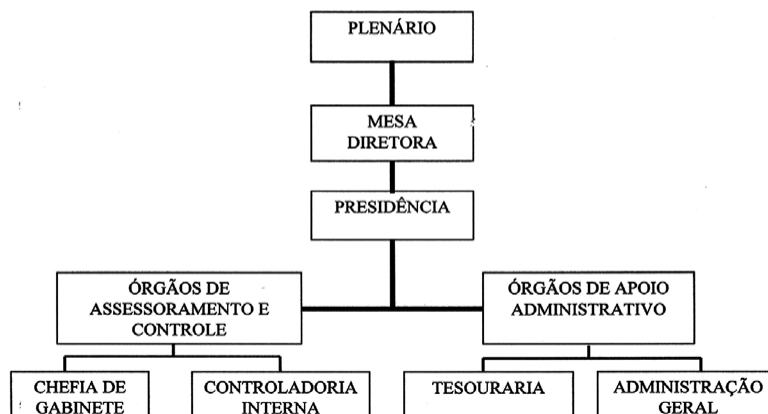 PLENÁRIO
MESA
DIRETORA
PRESIDÊNCIA
ÓRGÃOS DE
ASSESSORAMENTO E
CONTROLE
ÓRGÃOS DE APOIO
ADMINISTRATIVO
CHEFIA DE
GABINETE
CONTROLADORIA
INTERNA
TESOURARIA
ADMINISTRAÇÃO
GERAL